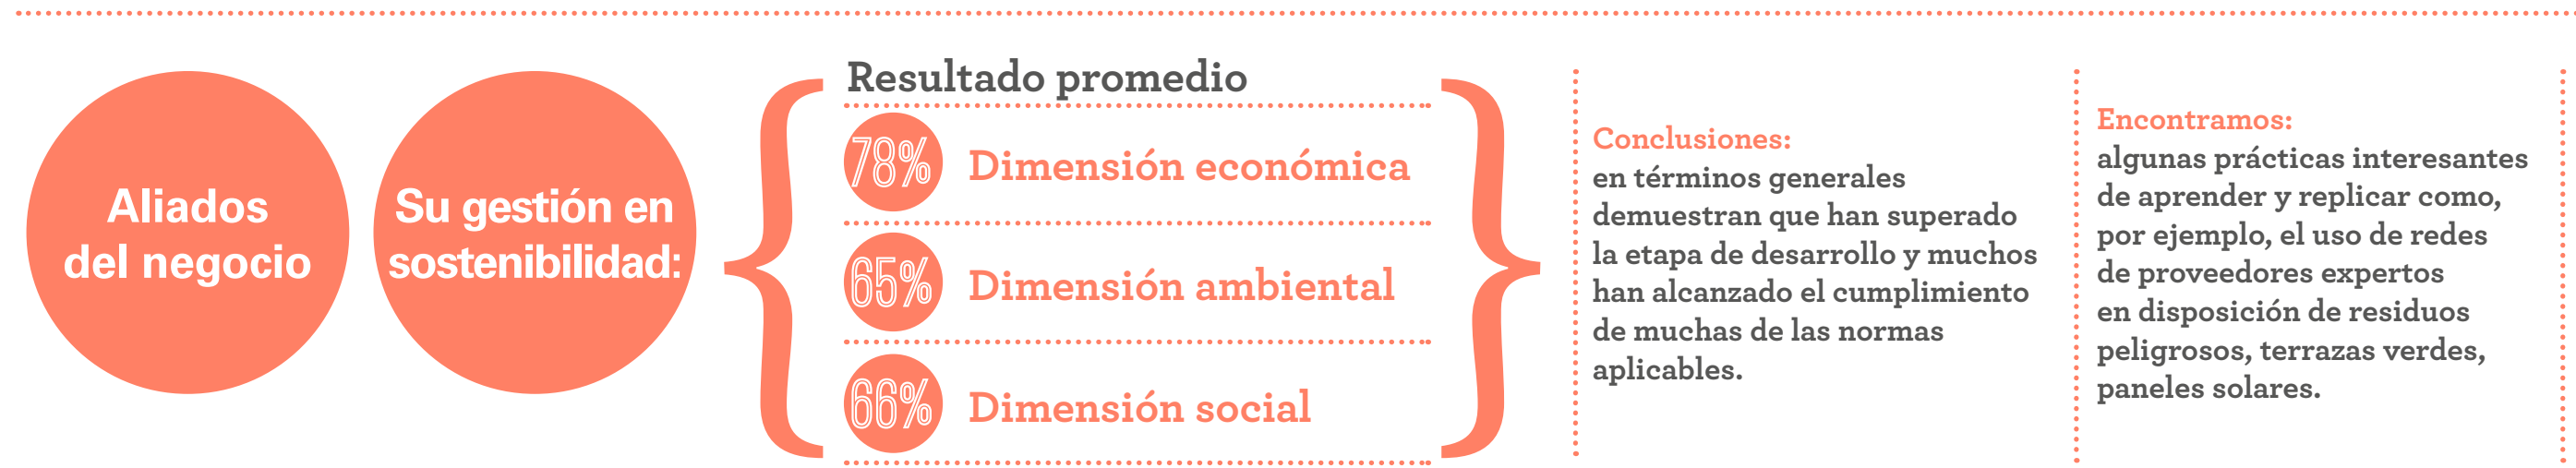 Aliados
del negocio
Su gestión en
sostenibilidad:
Resultado promedio
78% Dimensión económica
65% Dimensión ambiental
66% Dimensión social
Conclusiones:
en términos generales
demuestran que han superado
la etapa de desarrollo y muchos
han alcanzado el cumplimiento
de muchas de las normas
aplicables.
Encontramos:
algunas prácticas interesantes
de aprender y replicar como,
por ejemplo, el uso de redes
de proveedores expertos
en disposición de residuos
peligrosos, terrazas verdes,
paneles solares.